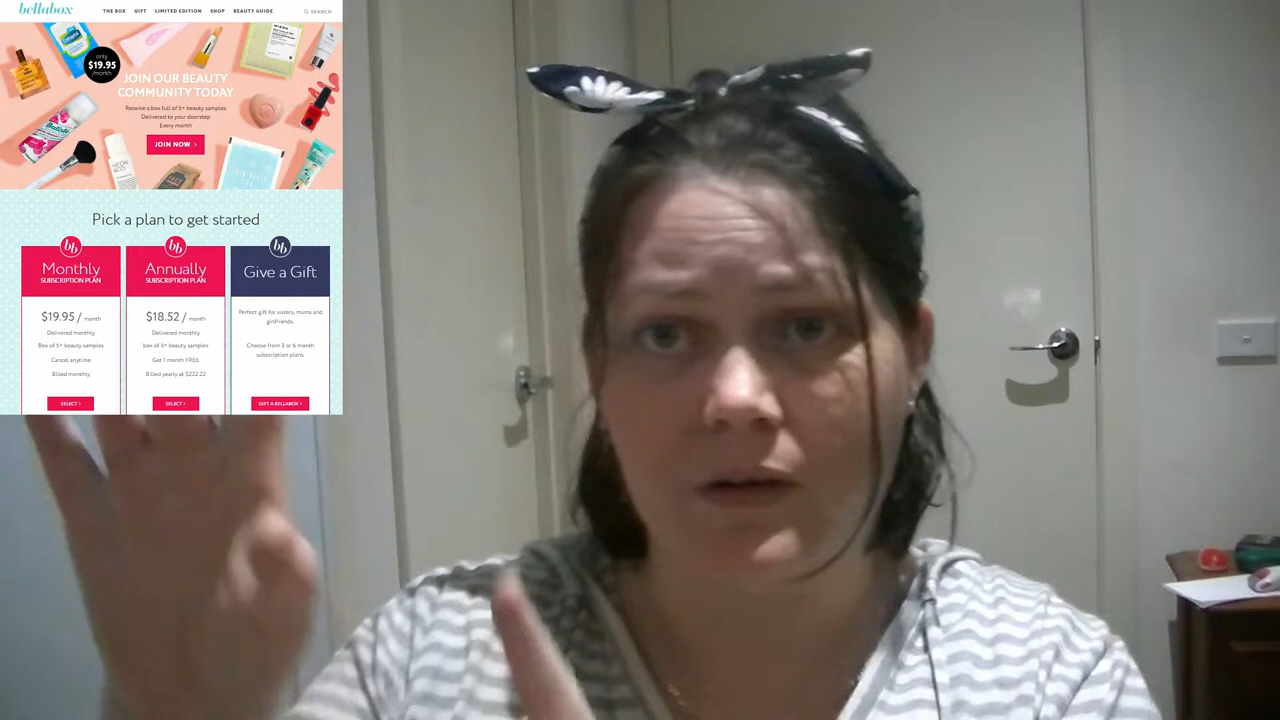 bellabox
THE BOX GIFT LIMITED EDITION SHOP BEAUTY GUIDE SEARCH
only
$19.95
/month
JOIN OUR BEAUTY
COMMUNITY TODAY
Receive a box full of 5+ beauty samples
Delivered to your doorstep
Every month
JOIN NOW >
Batiste
NEON
Pick a plan to get started
bb bb bb
Monthly
SUBSCRIPTION PLAN
$19.95 / month
Delivered monthly
Box of 5+ beauty samples
Cancel anytime
Billed monthly
SELECT >
Annually
SUBSCRIPTION PLAN
$18.52 / month
Delivered monthly
box of 5+ beauty samples
Get 1 month FREE
Billed yearly at $222.22
SELECT >
Give a Gift
Perfect gift for sisters, mums and
girlfriends.
Choose from 3 or 6 month
subscription plans
GIFT A BELLABOX >